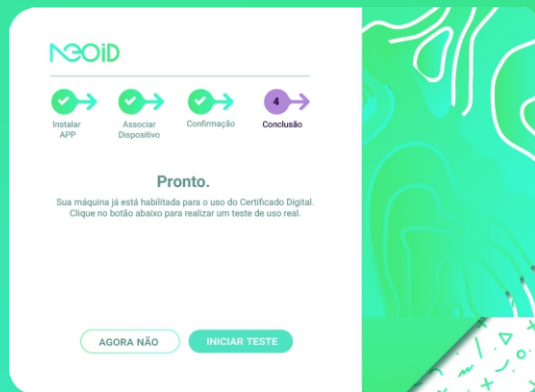 NEOiD
4
Instalar
APP
Associar
Dispositivo
Confirmação
Conclusão
Pronto.
Sua máquina já está habilitada para o uso do Certificado Digital.
Clique no botão abaixo para realizar um teste de uso real.
AGORA NÃO
INICIAR TESTE